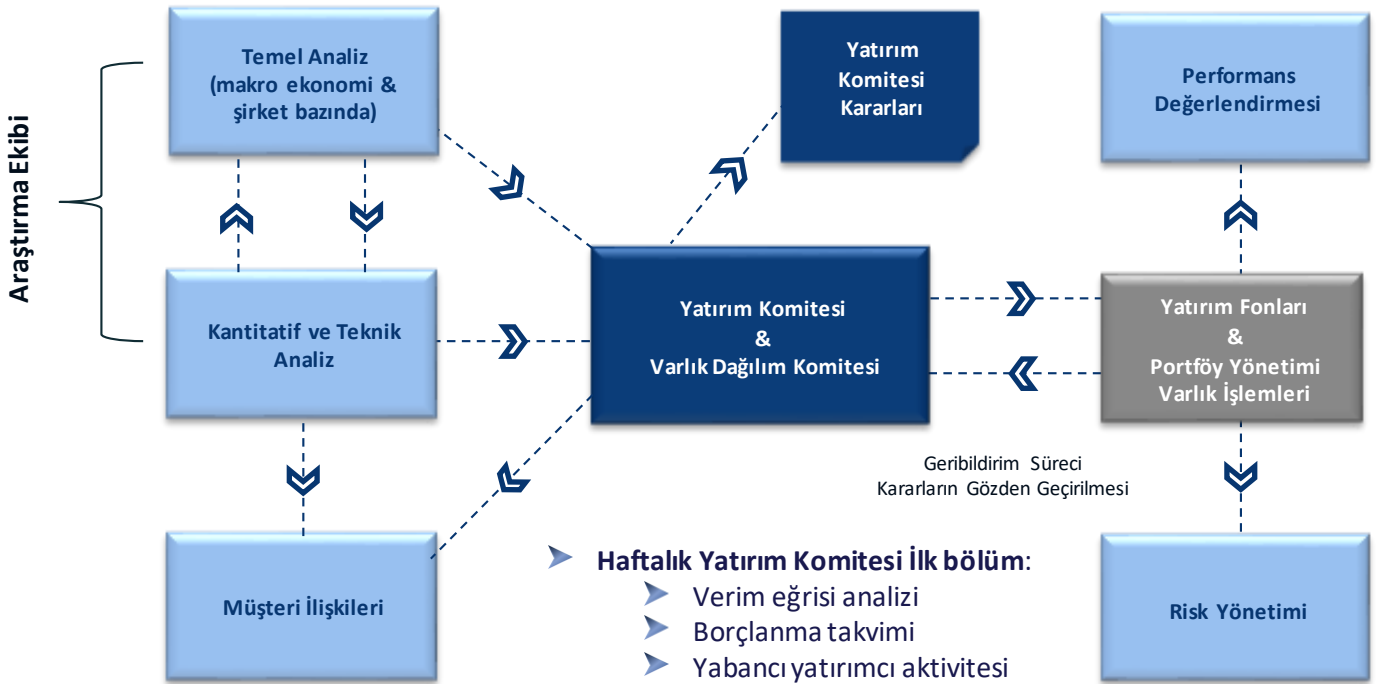 Araştırma Ekibi
Temel Analiz
(makro ekonomi &
şirket bazında)
Yatırım
Komitesi
Kararları
Performans
Değerlendirmesi
Kantitatif ve Teknik
Analiz
Yatırım Komitesi
&
Varlık Dağılım Komitesi
Yatırım Fonları
&
Portföy Yönetimi
Varlık İşlemleri
Geribildirim Süreci
Kararların Gözden Geçirilmesi
Müşteri İlişkileri
Haftalık Yatırım Komitesi İlk bölüm:
Verim eğrisi analizi
Borçlanma takvimi
Yabancı yatırımcı aktivitesi
Risk Yönetimi